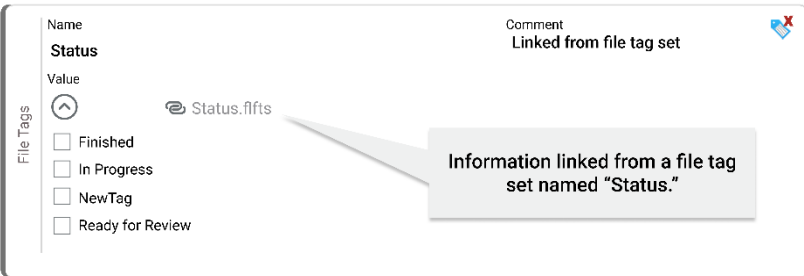 Name
Comment
Status
Linked from file tag set
Value
Status.flfts
File Tags
Finished
In Progress
NewTag
Ready for Review
Information linked from a file tag
set named “Status.”